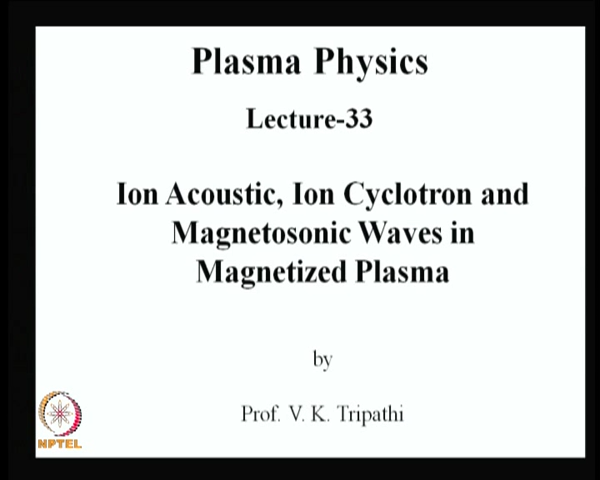 Plasma Physics
Lecture-33
Ion Acoustic, Ion Cyclotron and
Magnetosonic Waves in
Magnetized Plasma
by
Prof. V. K. Tripathi
NPTEL